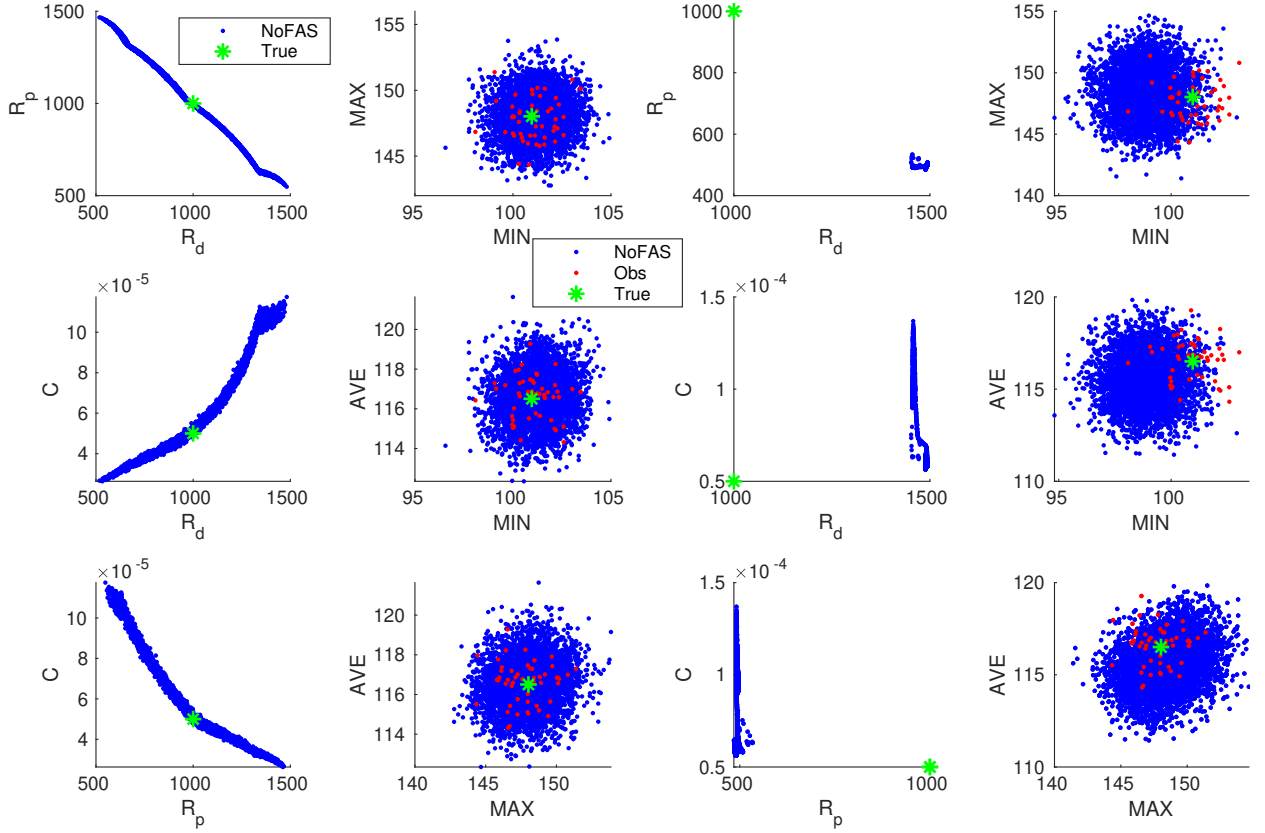 1500
1000
500
R_p
500 1000 1500
R_d
NoFAS
True
155
150
145
MAX
95 100 105
MIN
1000
800
600
400
R_p
1000 1500
R_d
155
150
145
140
MAX
95 100
MIN
NoFAS
Obs
True
× 10^-5
10
8
6
4
C
500 1000 1500
R_d
120
118
116
114
AVE
95 100 105
MIN
× 10^-4
1.5
1
0.5
C
1000 1500
R_d
120
115
110
AVE
95 100
MIN
× 10^-5
10
8
6
4
C
500 1000 1500
R_p
120
118
116
114
AVE
140 145 150
MAX
× 10^-4
1.5
1
0.5
C
500 1000
R_p
120
115
110
AVE
140 145 150
MAX